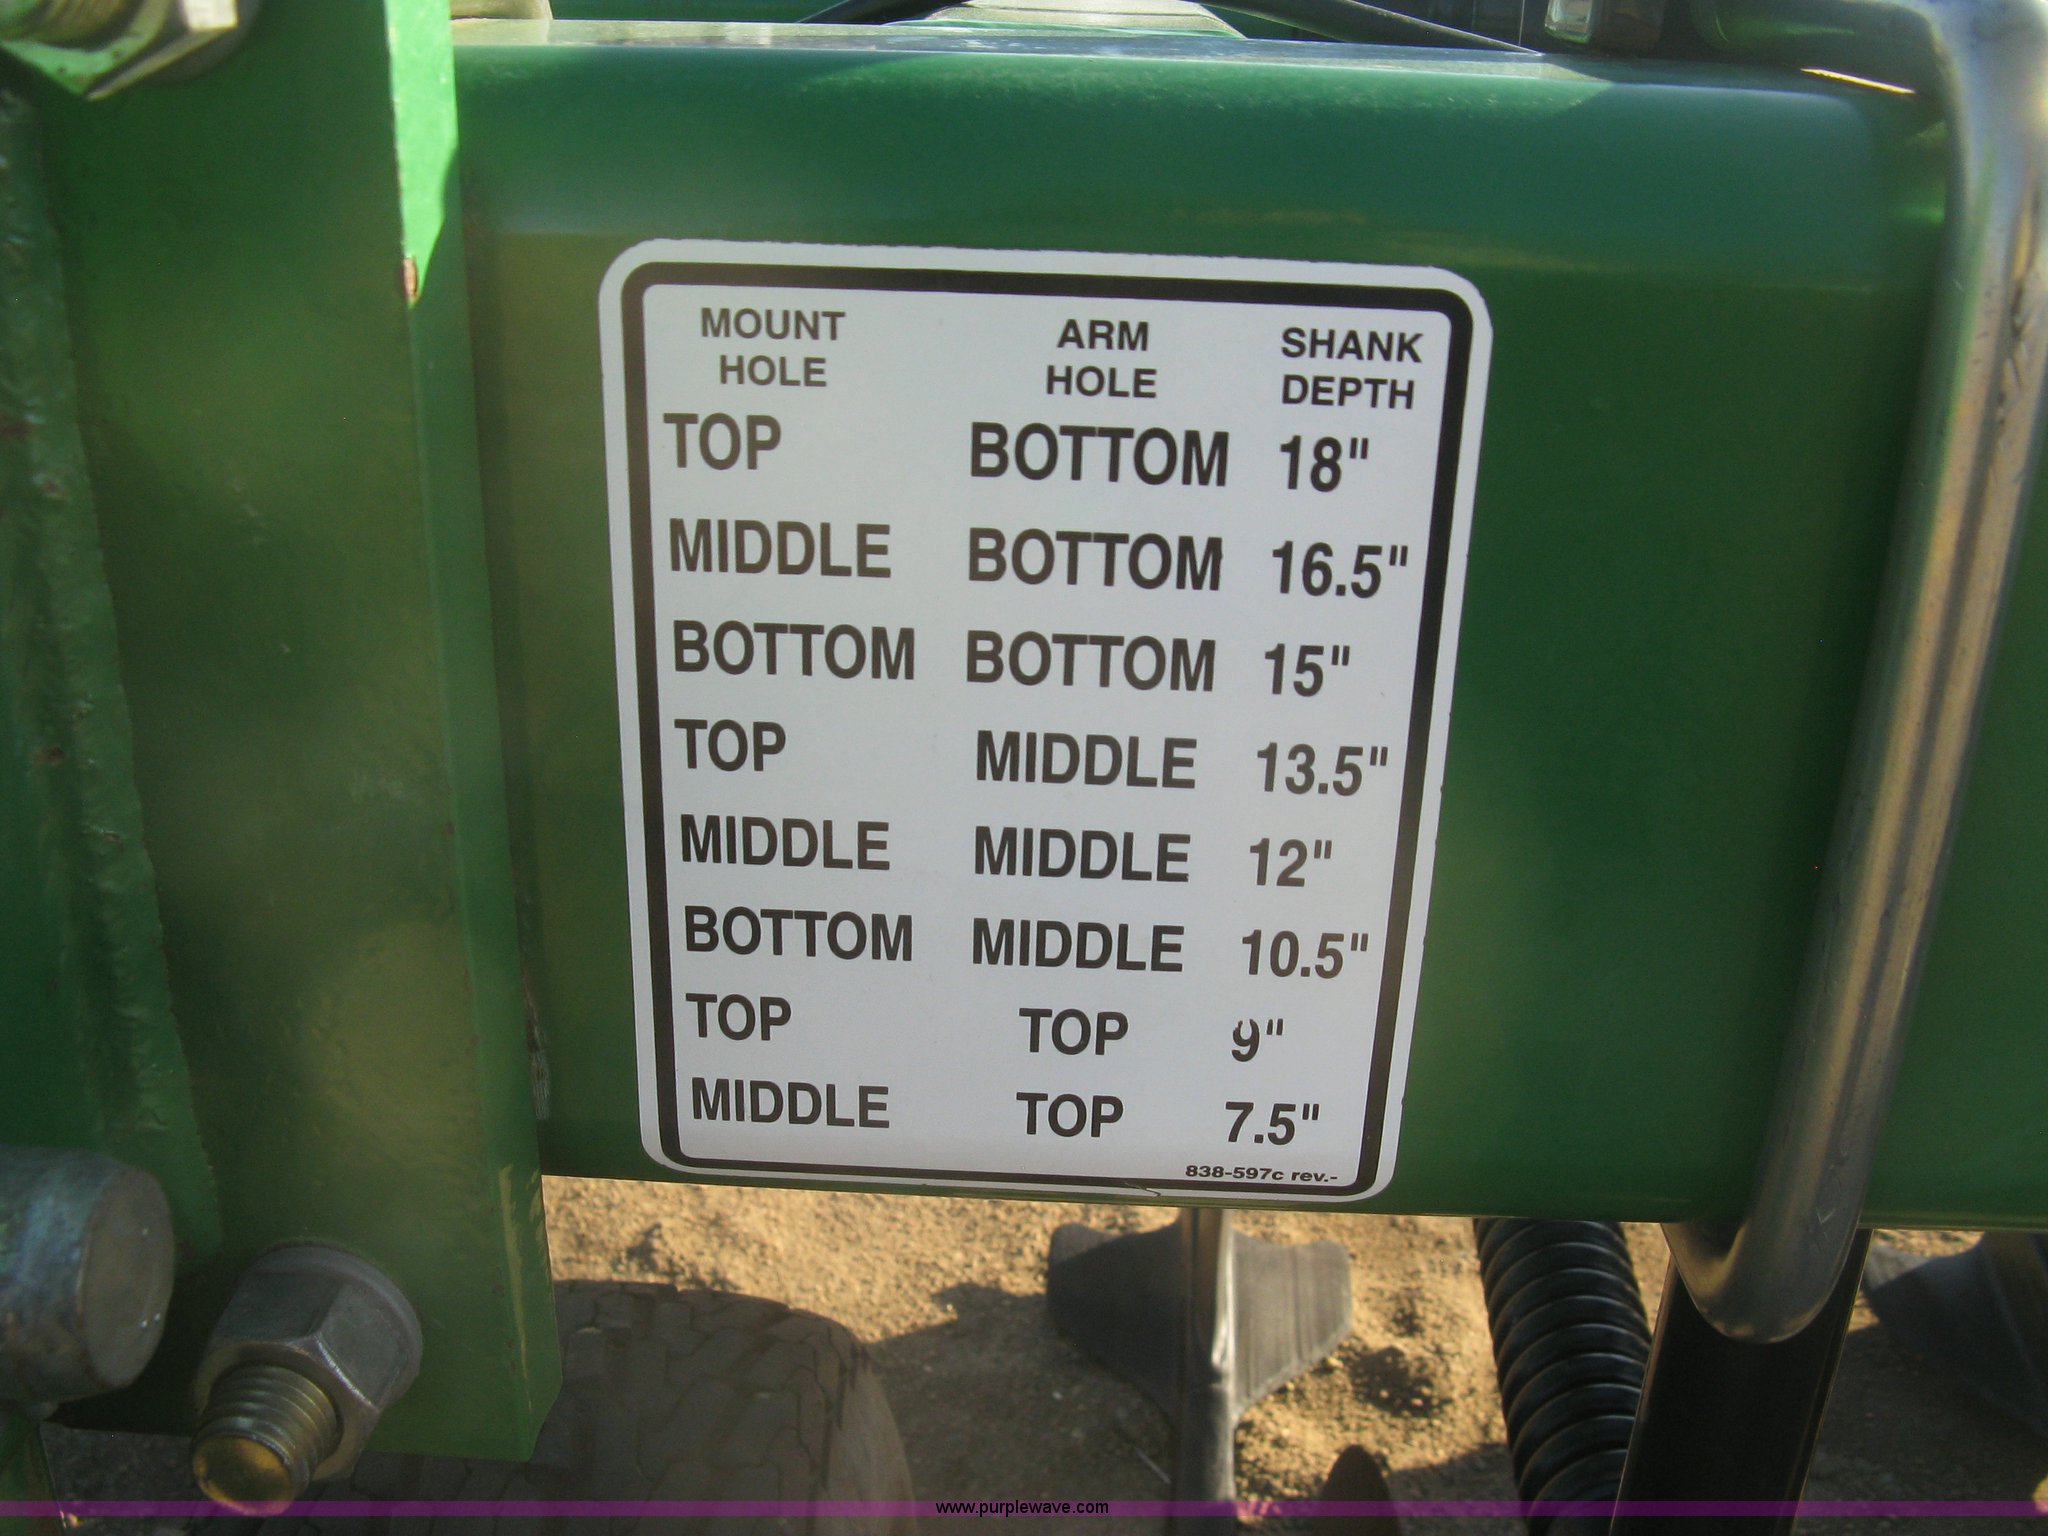 MOUNT HOLE ARM HOLE SHANK DEPTH
TOP BOTTOM 18"
MIDDLE BOTTOM 16.5"
BOTTOM BOTTOM 15"
TOP MIDDLE 13.5"
MIDDLE MIDDLE 12"
BOTTOM MIDDLE 10.5"
TOP TOP 9"
MIDDLE TOP 7.5"
838-597c rev.-
www.purplewave.com